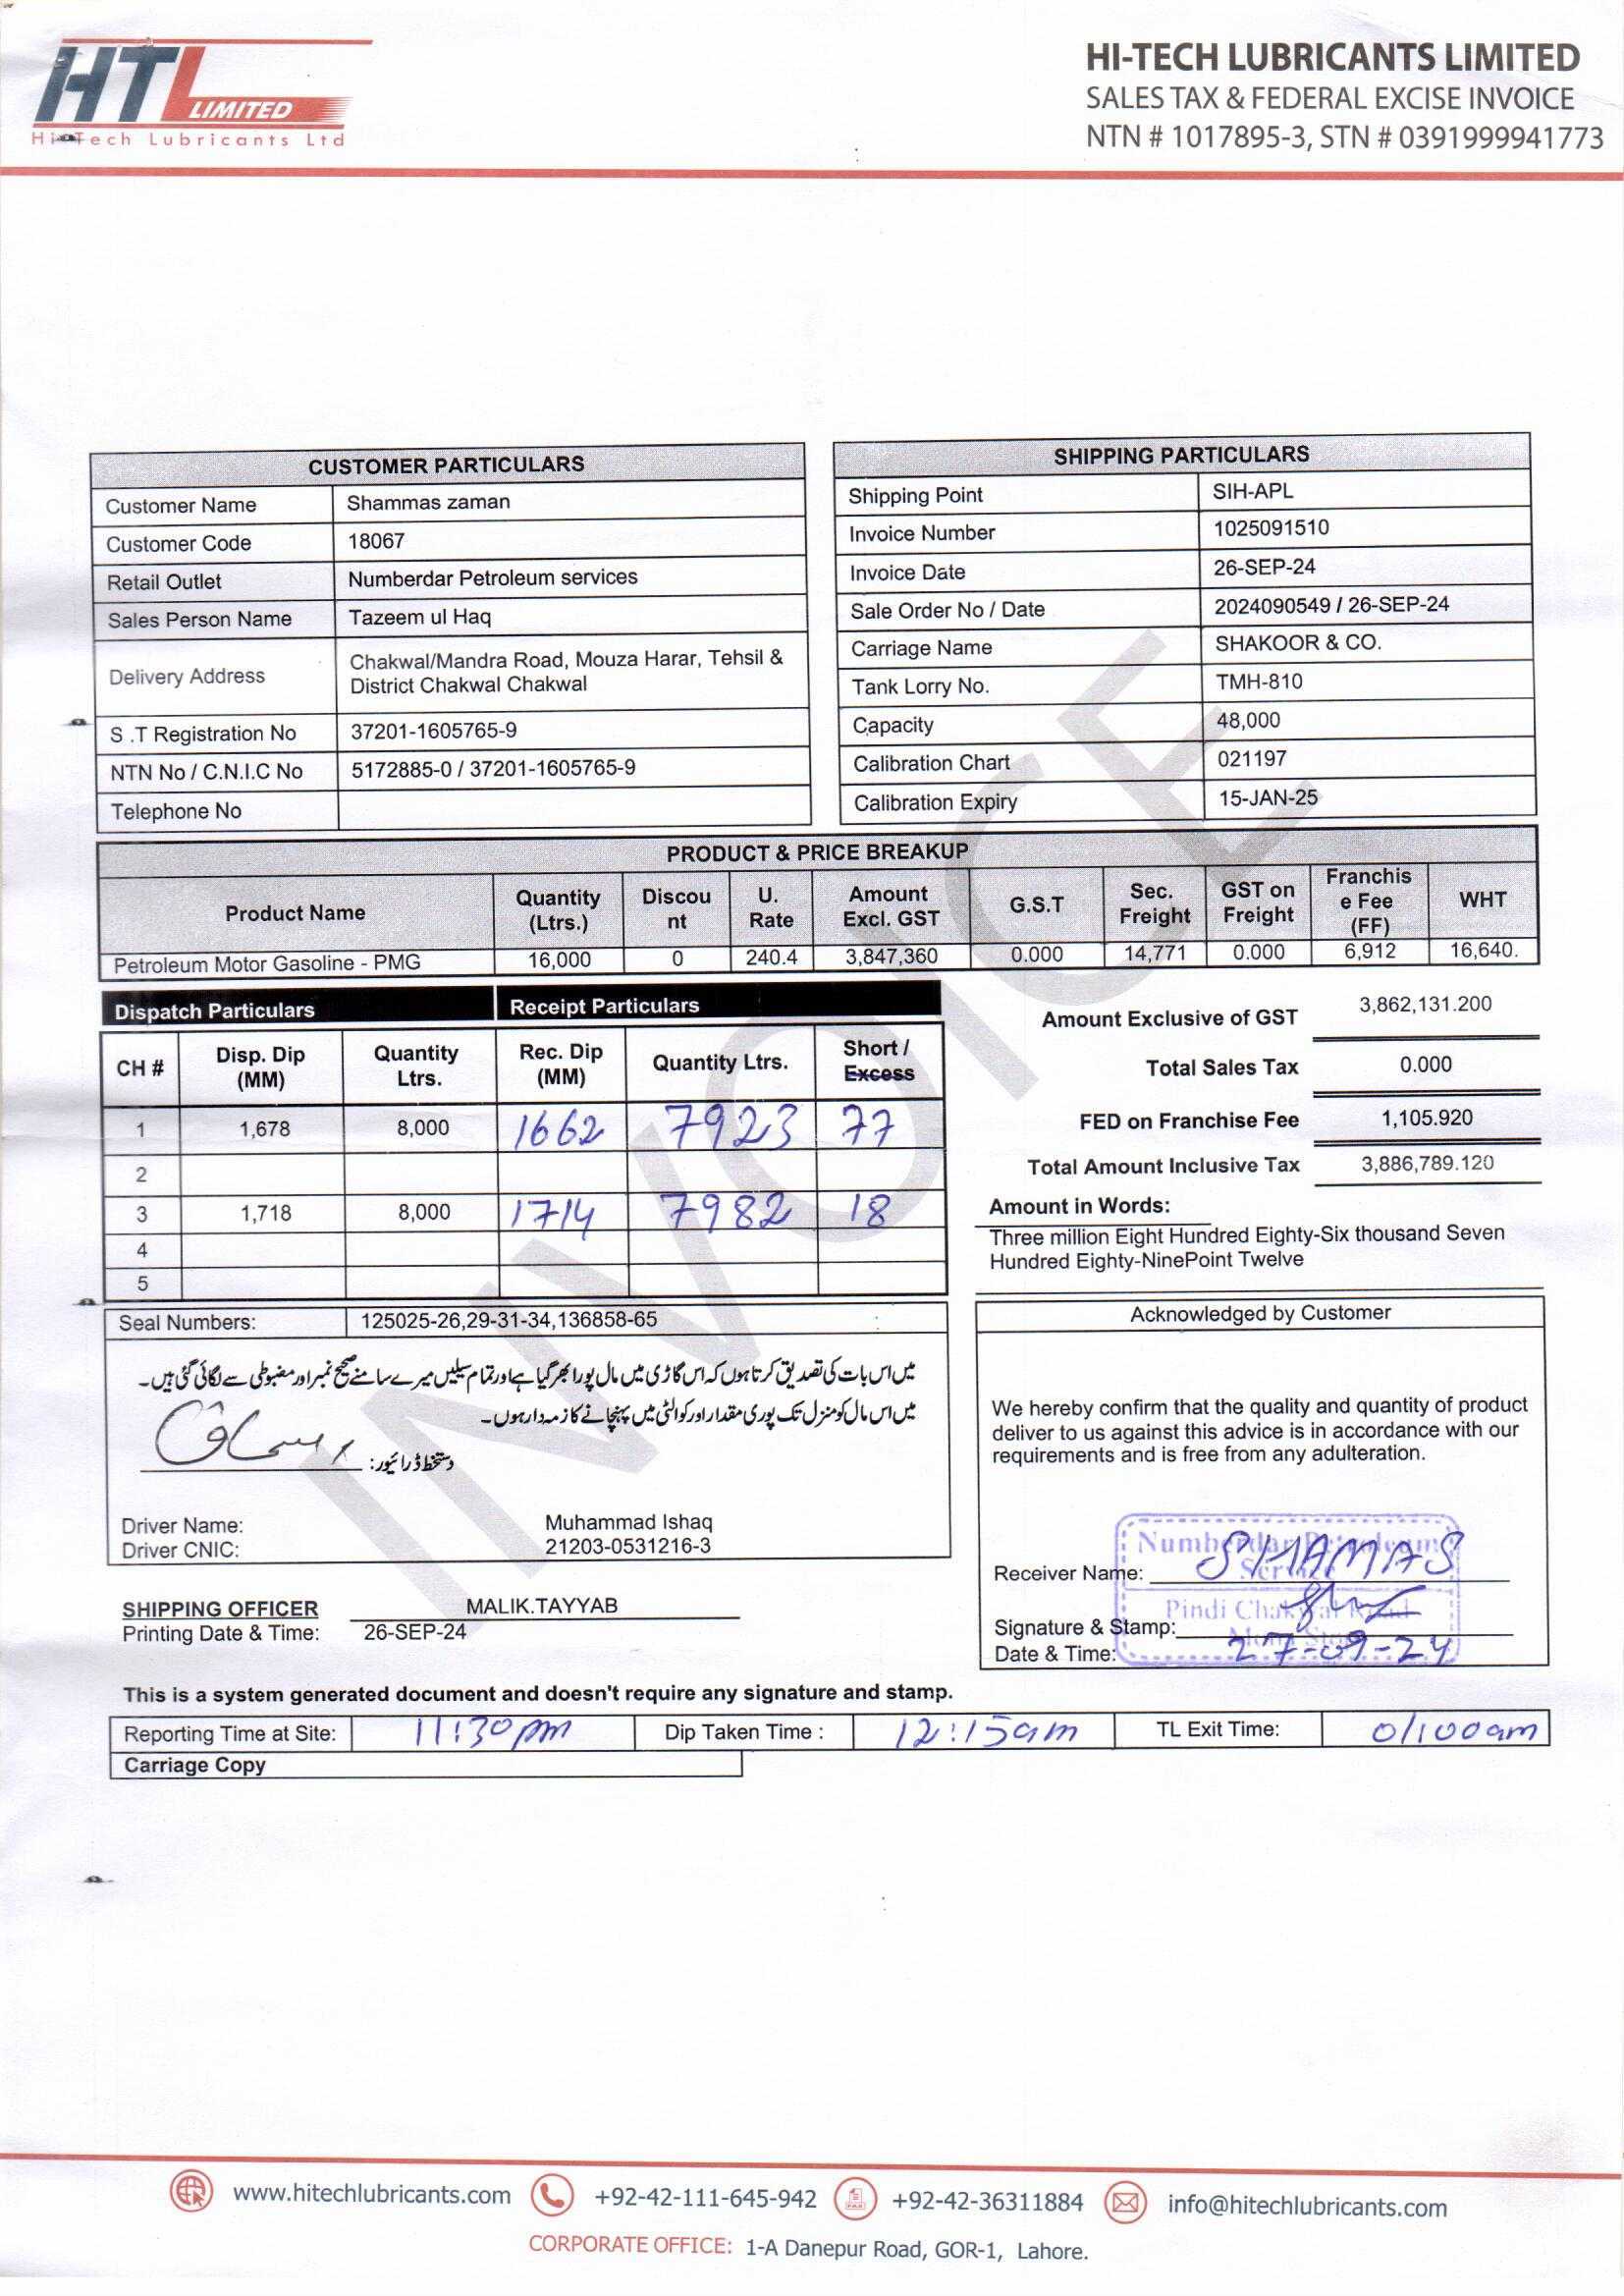 HTL LIMITED
Hi-Tech Lubricants Ltd
HI-TECH LUBRICANTS LIMITED
SALES TAX & FEDERAL EXCISE INVOICE
NTN # 1017895-3, STN # 0391999941773
CUSTOMER PARTICULARS
Customer Name Shammas zaman
Customer Code 18067
Retail Outlet Numberdar Petroleum services
Sales Person Name Tazeem ul Haq
Delivery Address Chakwal/Mandra Road, Mouza Harar, Tehsil &
District Chakwal Chakwal
S .T Registration No 37201-1605765-9
NTN No / C.N.I.C No 5172885-0 / 37201-1605765-9
Telephone No
SHIPPING PARTICULARS
Shipping Point SIH-APL
Invoice Number 1025091510
Invoice Date 26-SEP-24
Sale Order No / Date 2024090549 / 26-SEP-24
Carriage Name SHAKOOR & CO.
Tank Lorry No. TMH-810
Capacity 48,000
Calibration Chart 021197
Calibration Expiry 15-JAN-25
INVOICE
PRODUCT & PRICE BREAKUP
Product Name Quantity (Ltrs.) Discou nt U. Rate Amount Excl. GST G.S.T Sec. Freight GST on Freight Franchis e Fee (FF) WHT
Petroleum Motor Gasoline - PMG 16,000 0 240.4 3,847,360 0.000 14,771 0.000 6,912 16,640.
Dispatch Particulars Receipt Particulars
CH # Disp. Dip (MM) Quantity Ltrs. Rec. Dip (MM) Quantity Ltrs. Short / Excess
1 1,678 8,000 1662 7923 77
2
3 1,718 8,000 1714 7982 18
4
5
Amount Exclusive of GST 3,862,131.200
Total Sales Tax 0.000
FED on Franchise Fee 1,105.920
Total Amount Inclusive Tax 3,886,789.120
Amount in Words:
Three million Eight Hundred Eighty-Six thousand Seven
Hundred Eighty-NinePoint Twelve
Seal Numbers: 125025-26,29-31-34,136858-65
میں اس بات کی تصدیق کرتا ہوں کہ اس گاڑی میں مال پورا بھر گیا ہے اور تمام سیلیں میرے سامنے صحیح نمبر اور مضبوطی سے لگائی گئی ہیں۔
میں اس مال کو منزل تک پوری مقدار اور کوالٹی میں پہنچانے کا زمہ دار ہوں۔
دستخط ڈرائیور:
Driver Name: Muhammad Ishaq
Driver CNIC: 21203-0531216-3
SHIPPING OFFICER MALIK.TAYYAB
Printing Date & Time: 26-SEP-24
Acknowledged by Customer
We hereby confirm that the quality and quantity of product
deliver to us against this advice is in accordance with our
requirements and is free from any adulteration.
Numberdar Petroleum
Service
Pindi Chakwal Road
Receiver Name: SHAMAS
Signature & Stamp:
Date & Time: 27-09-24
This is a system generated document and doesn't require any signature and stamp.
Reporting Time at Site: 11:30pm Dip Taken Time : 12:15am TL Exit Time: 01:00am
Carriage Copy
www.hitechlubricants.com +92-42-111-645-942 +92-42-36311884 info@hitechlubricants.com
CORPORATE OFFICE: 1-A Danepur Road, GOR-1, Lahore.